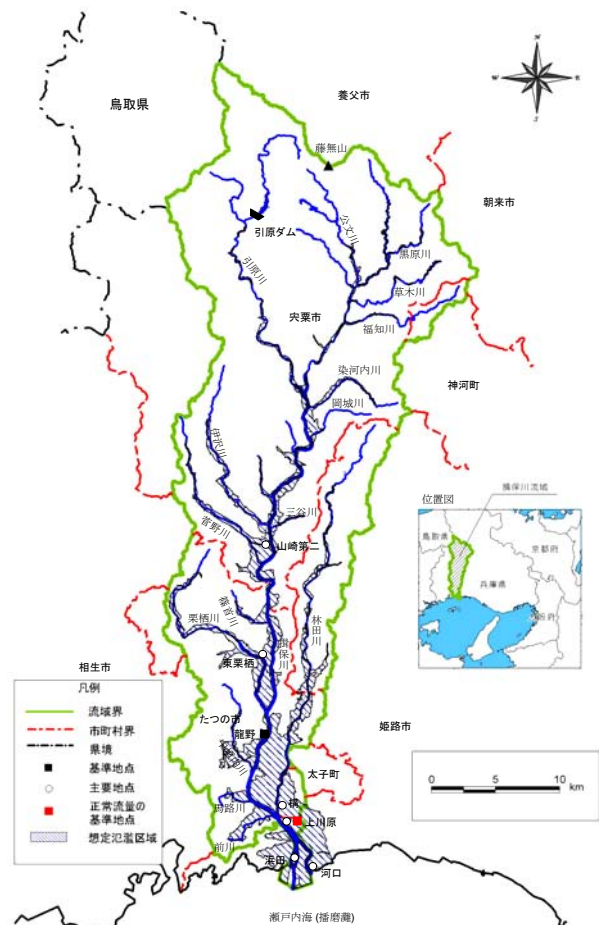 鳥取県
養父市
N
W
E
S
藤無山
朝来市
引原ダム
公文川
黒原川
引原川
草木川
宍粟市
福知川
染河内川
神河町
岡城川
伊沢川
三谷川
菅野川
山崎第二
位置図
揖保川流域
鳥取県
京都府
兵庫県
栗栖川
篠首川
林田川
揖保川
東栗栖
相生市
たつの市
龍野
姫路市
太子町
馬路川
構
上川原
前川
浜田
河口
瀬戸内海 (播磨灘)
凡例
流域界
市町村界
県境
基準地点
主要地点
正常流量の
基準地点
想定氾濫区域
0 5 10
km